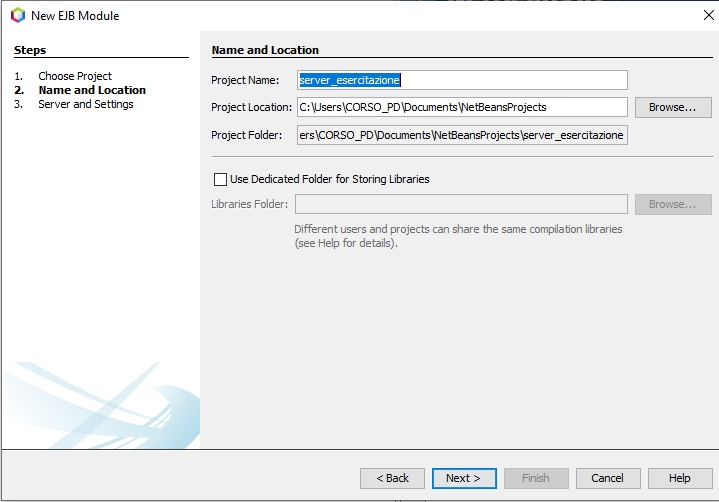 New EJB Module
Steps
1. Choose Project
2. Name and Location
3. Server and Settings
Name and Location
Project Name: server_esercitazione
Project Location: C:\Users\CORSO_PD\Documents\NetBeansProjects Browse...
Project Folder: ers\CORSO_PD\Documents\NetBeansProjects\server_esercitazione
Use Dedicated Folder for Storing Libraries
Libraries Folder: Browse...
Different users and projects can share the same compilation libraries
(see Help for details).
< Back Next > Finish Cancel Help